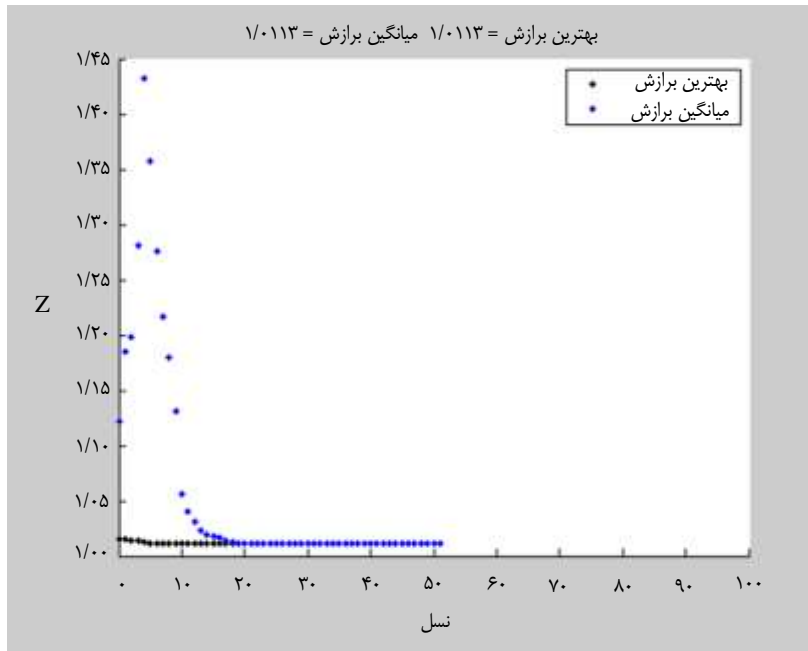 بهترین برازش = ۱/۰۱۱۳ میانگین برازش = ۱/۰۱۱۳
بهترین برازش
میانگین برازش
۱/۴۵
۱/۴۰
۱/۳۵
۱/۳۰
۱/۲۵
۱/۲۰
۱/۱۵
۱/۱۰
۱/۰۵
۱/۰۰
Z
۰ ۱۰ ۲۰ ۳۰ ۴۰ ۵۰ ۶۰ ۷۰ ۸۰ ۹۰ ۱۰۰
نسل